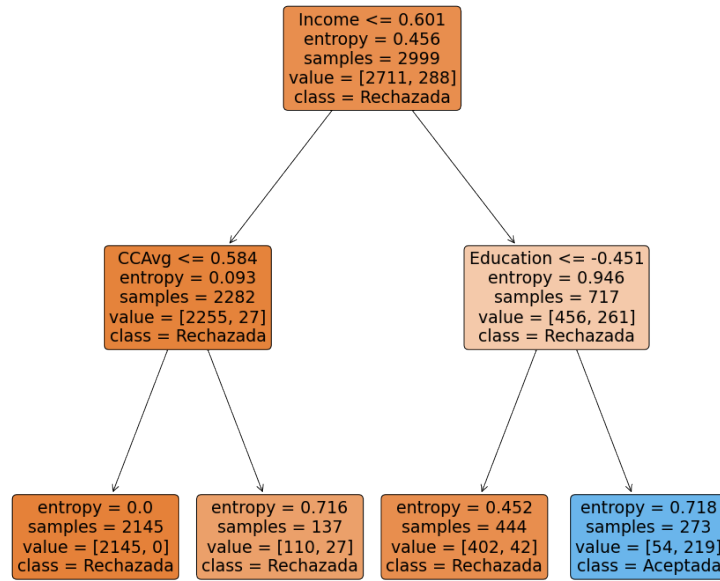 Income <= 0.601
entropy = 0.456
samples = 2999
value = [2711, 288]
class = Rechazada
CCAvg <= 0.584
entropy = 0.093
samples = 2282
value = [2255, 27]
class = Rechazada
Education <= -0.451
entropy = 0.946
samples = 717
value = [456, 261]
class = Rechazada
entropy = 0.0
samples = 2145
value = [2145, 0]
class = Rechazada
entropy = 0.716
samples = 137
value = [110, 27]
class = Rechazada
entropy = 0.452
samples = 444
value = [402, 42]
class = Rechazada
entropy = 0.718
samples = 273
value = [54, 219]
class = Aceptada